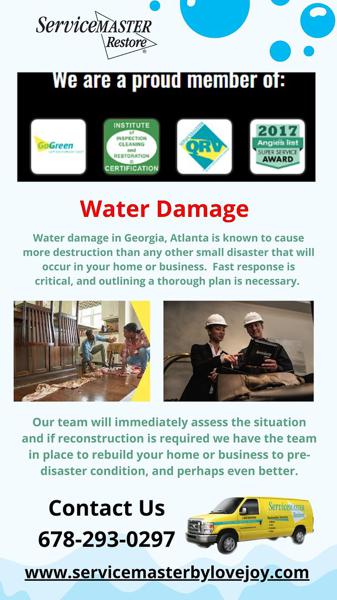 ServiceMASTER
Restore®
We are a proud member of:
GoGreen
INSTITUTE
of
INSPECTION
CLEANING
and
RESTORATION
CERTIFICATION
QRV
2017
Angie's list
SUPER SERVICE
AWARD
Water Damage
Water damage in Georgia, Atlanta is known to cause
more destruction than any other small disaster that will
occur in your home or business. Fast response is
critical, and outlining a thorough plan is necessary.
Our team will immediately assess the situation
and if reconstruction is required we have the team
in place to rebuild your home or business to pre-
disaster condition, and perhaps even better.
Contact Us
678-293-0297
ServiceMASTER
www.servicemasterbylovejoy.com